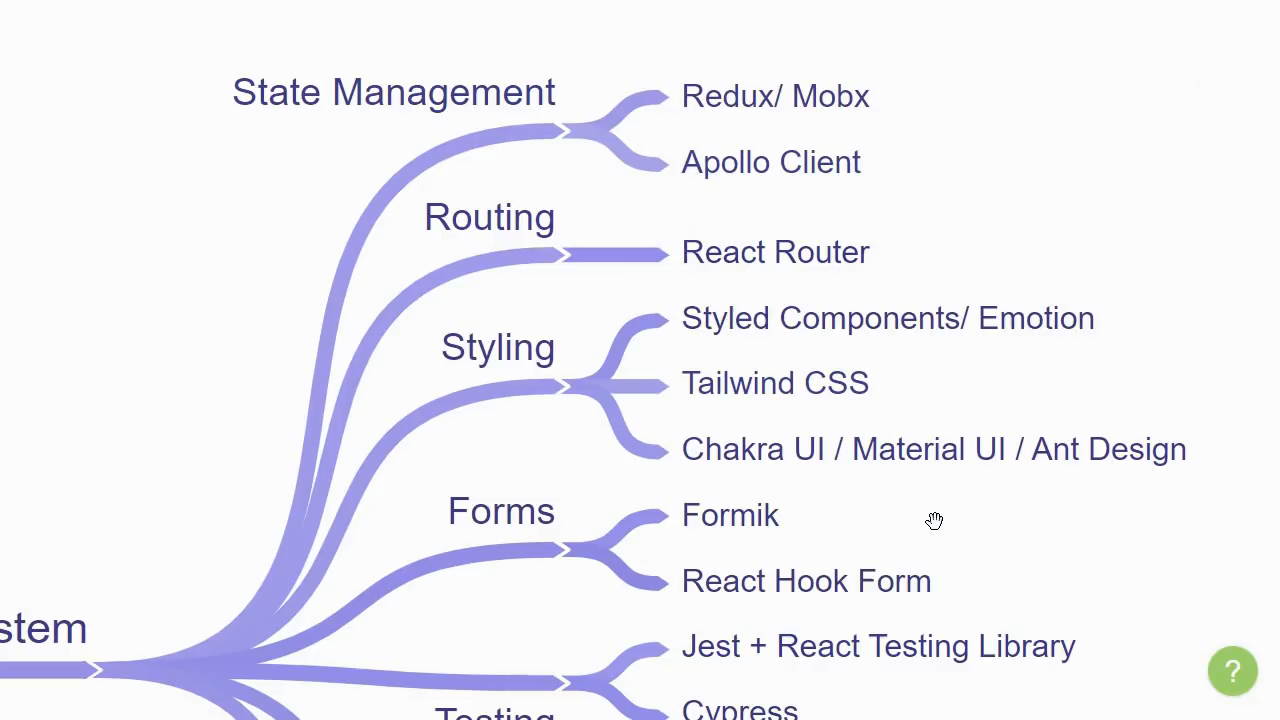 State Management
Redux/ Mobx
Apollo Client
Routing
React Router
Styling
Styled Components/ Emotion
Tailwind CSS
Chakra UI / Material UI / Ant Design
Forms
Formik
React Hook Form
stem
Testing
Jest + React Testing Library
Cypress
?